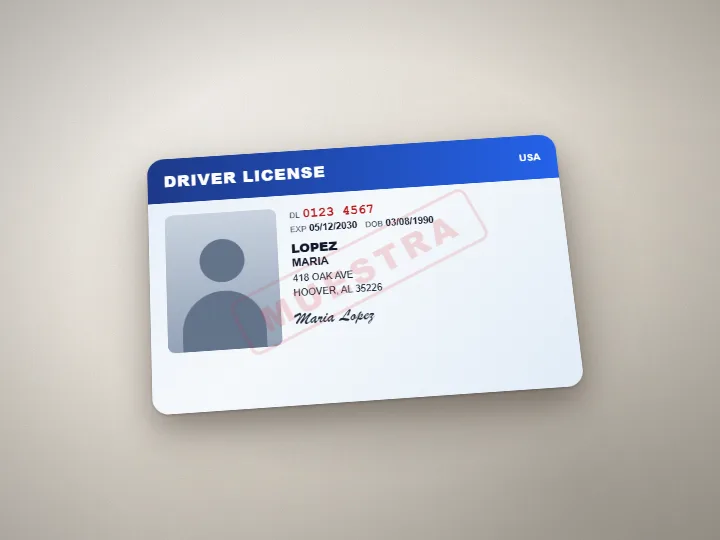 DRIVER LICENSE
USA
DL 0123 4567
EXP 05/12/2030 DOB 03/08/1990
LOPEZ
MARIA
418 OAK AVE
HOOVER, AL 35226
Maria Lopez
MUESTRA